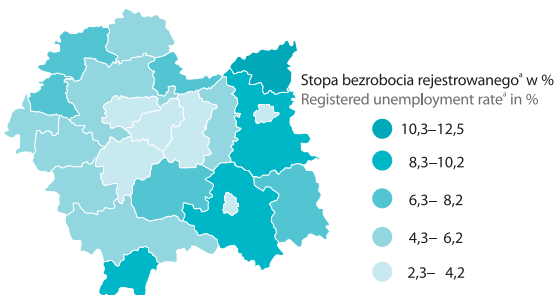 Stopa bezrobocia rejestrowanegoᵃ w %
Registered unemployment rateᵃ in %
10,3–12,5
8,3–10,2
6,3– 8,2
4,3– 6,2
2,3– 4,2